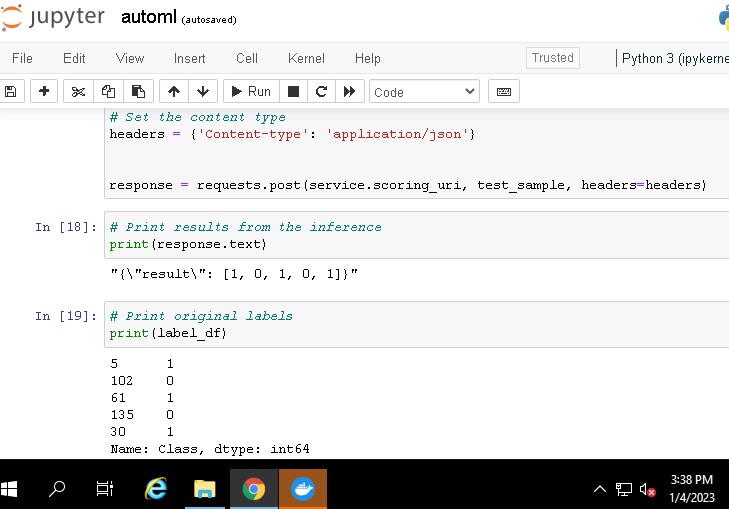 jupyter automl (autosaved)
File Edit View Insert Cell Kernel Help Trusted Python 3 (ipykerne
Run Code
# Set the content type
headers = {'Content-type': 'application/json'}
response = requests.post(service.scoring_uri, test_sample, headers=headers)
In [18]: # Print results from the inference
print(response.text)
"{\"result\": [1, 0, 1, 0, 1]}"
In [19]: # Print original labels
print(label_df)
5 1
102 0
61 1
135 0
30 1
Name: Class, dtype: int64
3:38 PM
1/4/2023